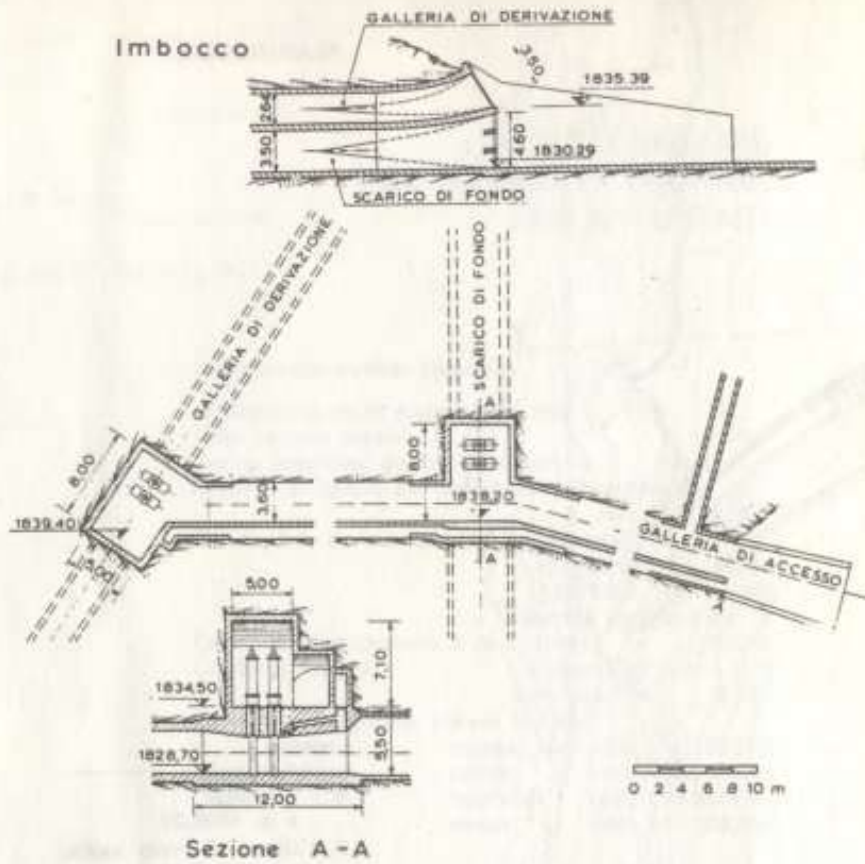 GALLERIA DI DERIVAZIONE
Imbocco
3,60
1835.39
2.64
3.50
4.60
1830.29
SCARICO DI FONDO
GALLERIA DI DERIVAZIONE
SCARICO DI FONDO
A
8,00
8,00
3,60
1838,20
1839,40
GALLERIA DI ACCESSO
5,00
A
5,00
7,10
1834,50
1828,70
5,50
12,00
0 2 4 6 8 10 m
Sezione A-A